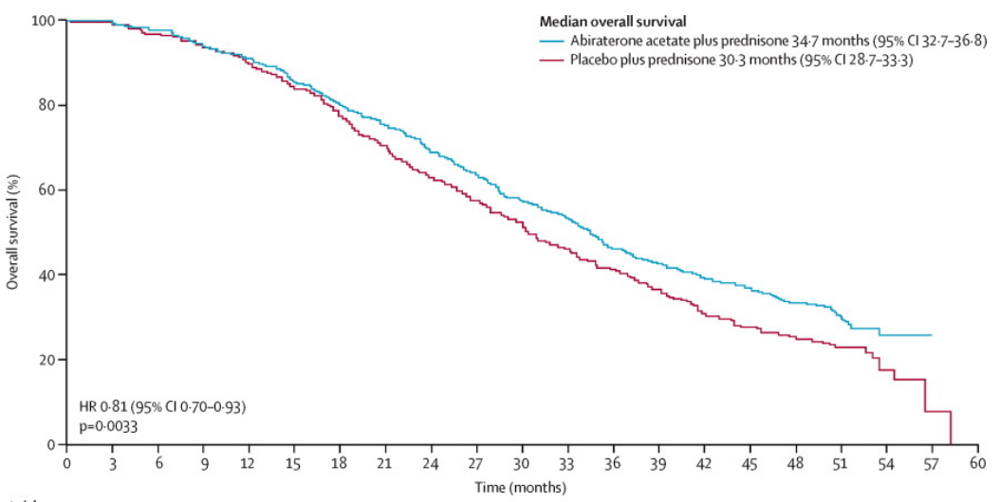 Median overall survival
Abiraterone acetate plus prednisone 34·7 months (95% CI 32·7–36·8)
Placebo plus prednisone 30·3 months (95% CI 28·7–33·3)
100
80
60
40
20
0
Overall survival (%)
HR 0·81 (95% CI 0·70–0·93)
p=0·0033
0 3 6 9 12 15 18 21 24 27 30 33 36 39 42 45 48 51 54 57 60
Time (months)